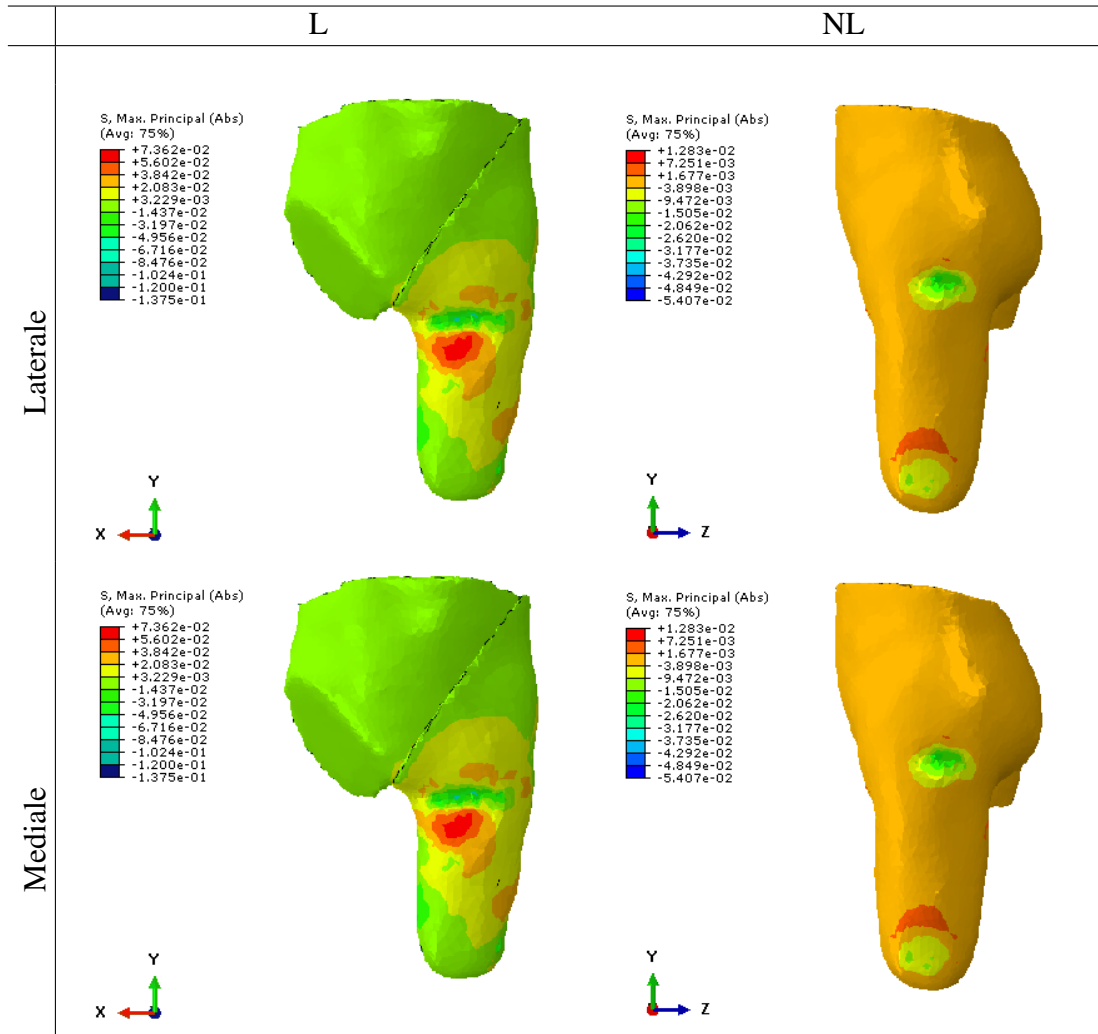 L NL
Laterale
S, Max. Principal (Abs)
(Avg: 75%)
+7.362e-02
+5.602e-02
+3.842e-02
+2.083e-02
+3.229e-03
-1.437e-02
-3.197e-02
-4.956e-02
-6.716e-02
-8.476e-02
-1.024e-01
-1.200e-01
-1.375e-01
Y
X
S, Max. Principal (Abs)
(Avg: 75%)
+1.283e-02
+7.251e-03
+1.677e-03
-3.898e-03
-9.472e-03
-1.505e-02
-2.062e-02
-2.620e-02
-3.177e-02
-3.735e-02
-4.292e-02
-4.849e-02
-5.407e-02
Y
Z
Mediale
S, Max. Principal (Abs)
(Avg: 75%)
+7.362e-02
+5.602e-02
+3.842e-02
+2.083e-02
+3.229e-03
-1.437e-02
-3.197e-02
-4.956e-02
-6.716e-02
-8.476e-02
-1.024e-01
-1.200e-01
-1.375e-01
Y
X
S, Max. Principal (Abs)
(Avg: 75%)
+1.283e-02
+7.251e-03
+1.677e-03
-3.898e-03
-9.472e-03
-1.505e-02
-2.062e-02
-2.620e-02
-3.177e-02
-3.735e-02
-4.292e-02
-4.849e-02
-5.407e-02
Y
Z